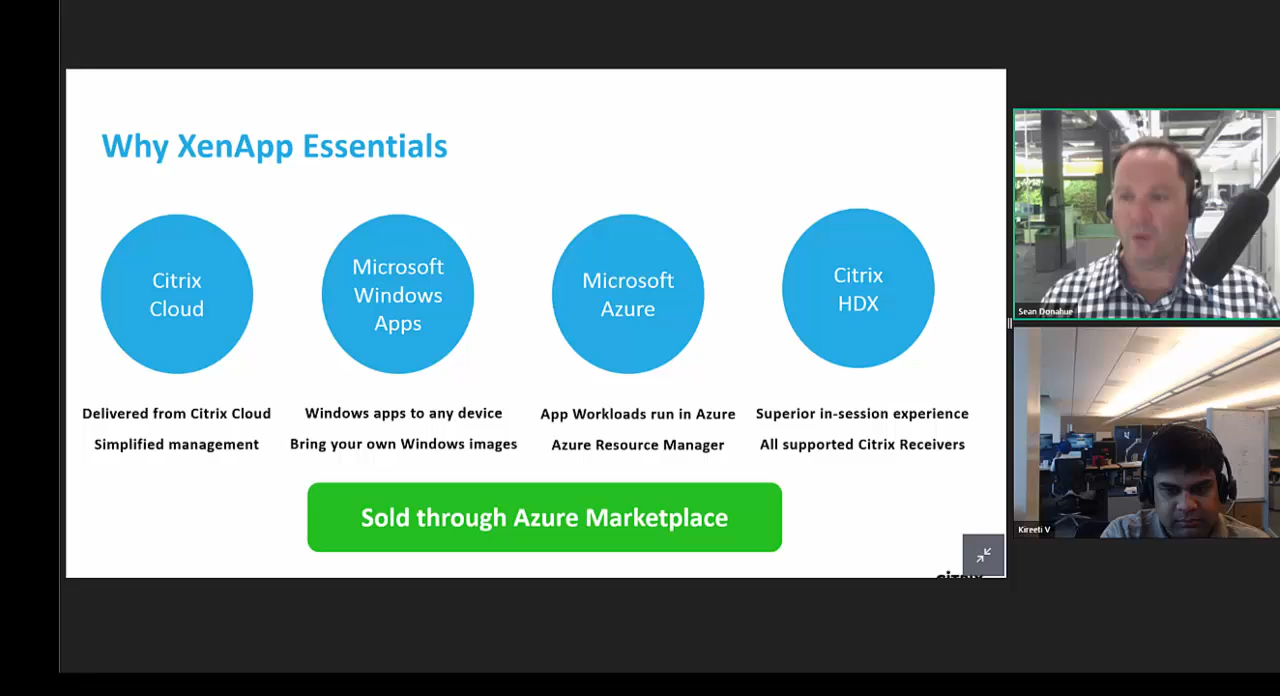 Why XenApp Essentials
Citrix
Cloud
Microsoft
Windows
Apps
Microsoft
Azure
Citrix
HDX
Delivered from Citrix Cloud
Simplified management
Windows apps to any device
Bring your own Windows images
App Workloads run in Azure
Azure Resource Manager
Superior in-session experience
All supported Citrix Receivers
Sold through Azure Marketplace
Sean Donahue
Kireeti V